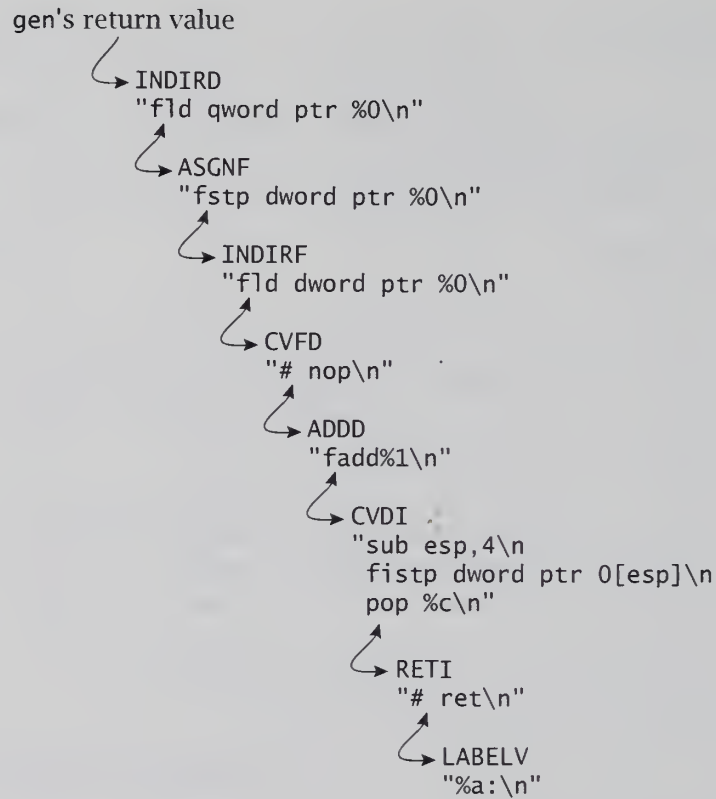 gen's return value
INDIRD
"fld qword ptr %0\n"
ASGNF
"fstp dword ptr %0\n"
INDIRF
"fld dword ptr %0\n"
CVFD
"# nop\n"
ADDD
"fadd%1\n"
CVDI
"sub esp,4\n
fistp dword ptr 0[esp]\n
pop %c\n"
RETI
"# ret\n"
LABELV
"%a:\n"